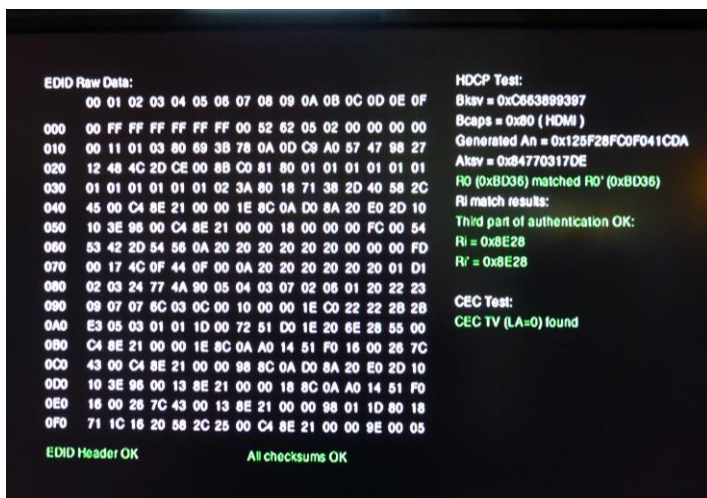 EDID Raw Data:
00 01 02 03 04 05 06 07 08 09 0A 0B 0C 0D 0E 0F
000 00 FF FF FF FF FF FF 00 52 62 05 02 00 00 00 00
010 00 11 01 03 80 69 3B 78 0A 0D C9 A0 57 47 98 27
020 12 48 4C 2D CE 00 8B C0 81 80 01 01 01 01 01 01
030 01 01 01 01 01 01 02 3A 80 18 71 38 2D 40 58 2C
040 45 00 C4 8E 21 00 00 1E 8C 0A D0 8A 20 E0 2D 10
050 10 3E 96 00 C4 8E 21 00 00 18 00 00 00 FC 00 54
060 53 42 2D 54 56 0A 20 20 20 20 20 20 00 00 00 FD
070 00 17 4C 0F 44 0F 00 0A 20 20 20 20 20 20 01 D1
080 02 03 24 77 4A 90 05 04 03 07 02 06 01 20 22 23
090 09 07 07 6C 03 0C 00 10 00 00 1E C0 22 22 2B 2B
0A0 E3 05 03 01 01 1D 00 72 51 D0 1E 20 6E 28 55 00
0B0 C4 8E 21 00 00 1E 8C 0A A0 14 51 F0 16 00 26 7C
0C0 43 00 C4 8E 21 00 00 98 8C 0A D0 8A 20 E0 2D 10
0D0 10 3E 96 00 13 8E 21 00 00 18 8C 0A A0 14 51 F0
0E0 16 00 26 7C 43 00 13 8E 21 00 00 98 01 1D 80 18
0F0 71 1C 16 20 58 2C 25 00 C4 8E 21 00 00 9E 00 05
EDID Header OK
All checksums OK
HDCP Test:
Bksv = 0xC663899397
Bcaps = 0x80 ( HDMI )
Generated An = 0x125F28FC0F041CDA
Aksv = 0x84770317DE
R0 (0xBD36) matched R0' (0xBD36)
Ri match results:
Third part of authentication OK:
Ri = 0x8E28
Ri' = 0x8E28
CEC Test:
CEC TV (LA=0) found